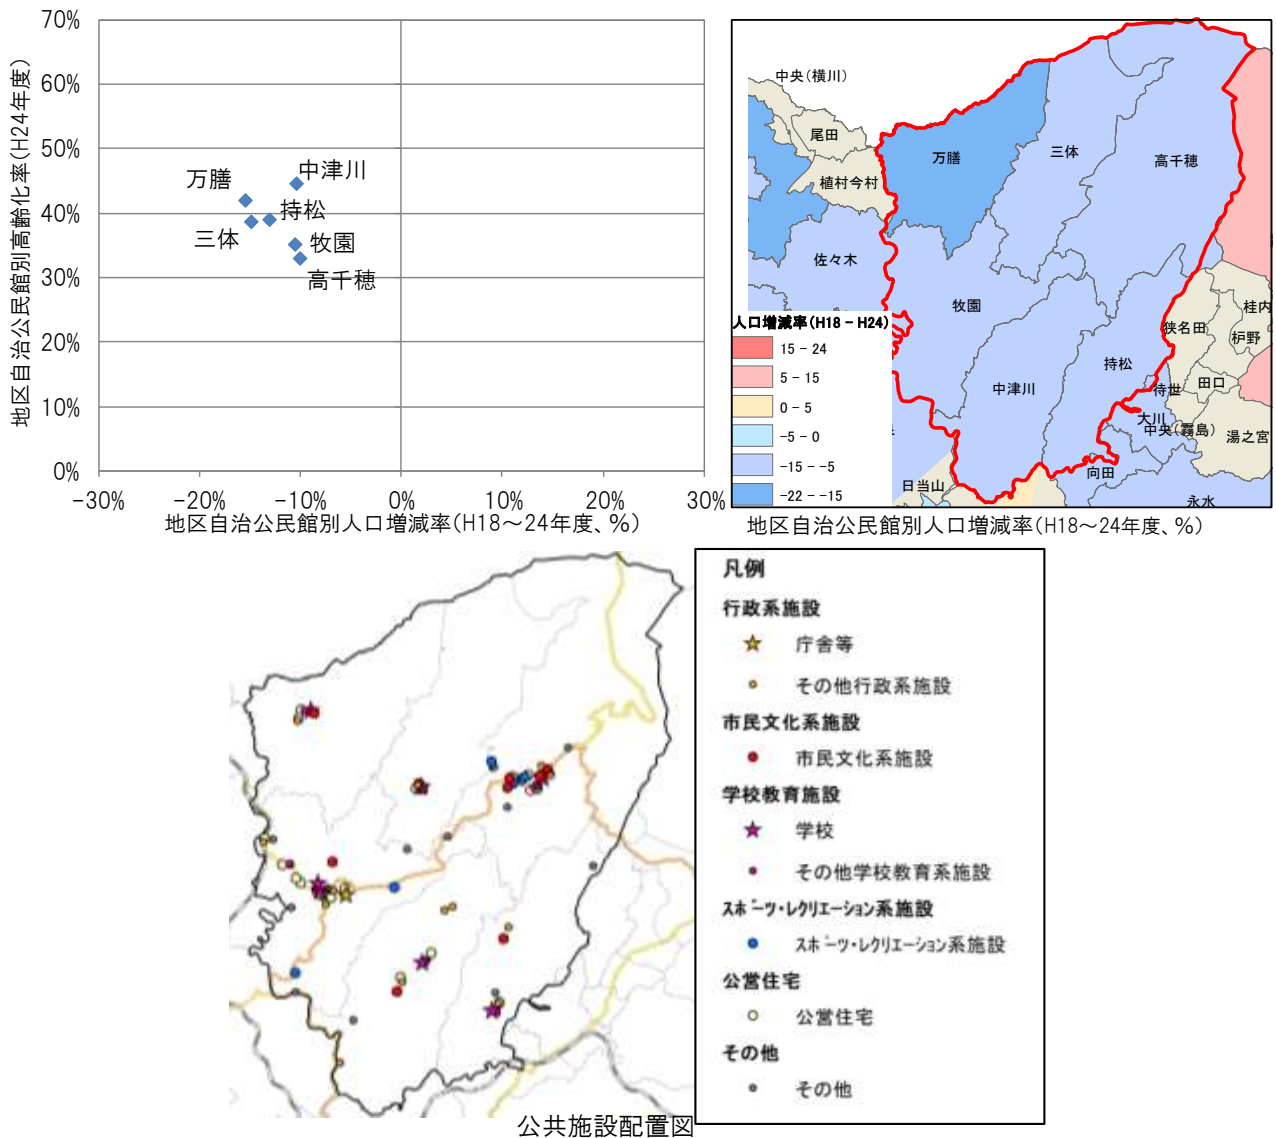 70%
60%
50%
40%
30%
20%
10%
0%
地区自治公民館別高齢化率(H24年度)
万膳
中津川
持松
三体
牧園
高千穂
-30%
-20%
-10%
0%
10%
20%
30%
地区自治公民館別人口増減率(H18～24年度、%)
中央(横川)
尾田
植村今村
万膳
三体
高千穂
佐々木
牧園
中津川
持松
狭名田
桂内
枦野
田口
待世
大川
中央(霧島)
湯之宮
向田
永水
日当山
人口増減率(H18 - H24)
15 - 24
5 - 15
0 - 5
-5 - 0
-15 - -5
-22 - -15
地区自治公民館別人口増減率(H18～24年度、%)
凡例
行政系施設
庁舎等
その他行政系施設
市民文化系施設
市民文化系施設
学校教育施設
学校
その他学校教育系施設
スポーツ・レクリエーション系施設
スポーツ・レクリエーション系施設
公営住宅
公営住宅
その他
その他
公共施設配置図